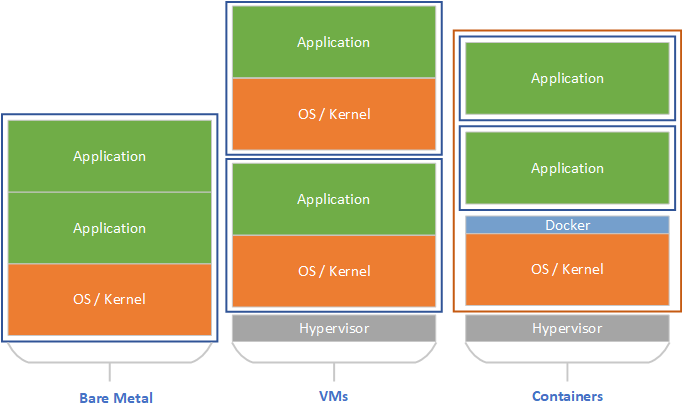 Application
Application
OS / Kernel
Bare Metal
Application
OS / Kernel
Application
OS / Kernel
Hypervisor
VMs
Application
Application
Docker
OS / Kernel
Hypervisor
Containers